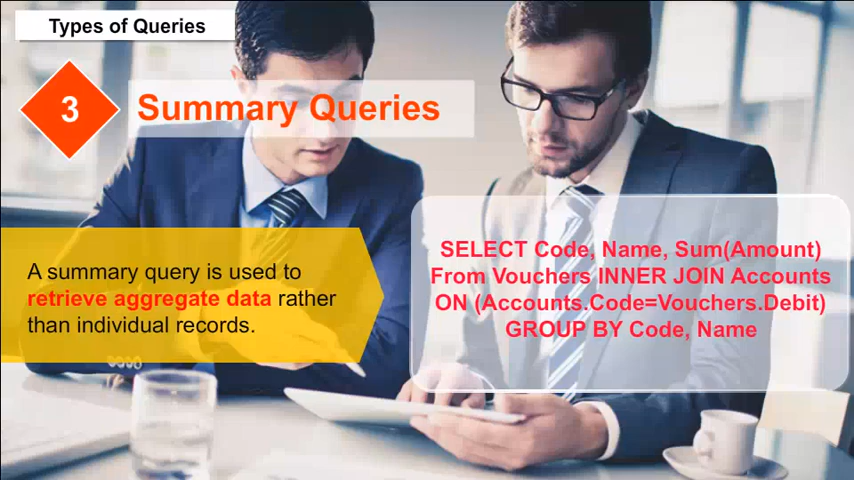 Types of Queries
3
Summary Queries
A summary query is used to
retrieve aggregate data rather
than individual records.
SELECT Code, Name, Sum(Amount)
From Vouchers INNER JOIN Accounts
ON (Accounts.Code=Vouchers.Debit)
GROUP BY Code, Name